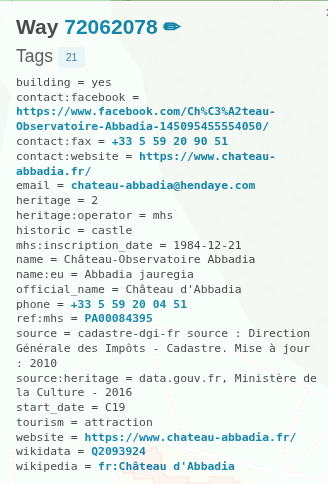 Way 72062078 ✏
Tags 21
building = yes
contact:facebook =
https://www.facebook.com/Ch%C3%A2teau-
Observatoire-Abbadia-145095455554050/
contact:fax = +33 5 59 20 90 51
contact:website = https://www.chateau-
abbadia.fr/
email = chateau-abbadia@hendaye.com
heritage = 2
heritage:operator = mhs
historic = castle
mhs:inscription_date = 1984-12-21
name = Château-Observatoire Abbadia
name:eu = Abbadia jauregia
official_name = Château d'Abbadia
phone = +33 5 59 20 04 51
ref:mhs = PA00084395
source = cadastre-dgi-fr source : Direction
Générale des Impôts - Cadastre. Mise à jour
: 2010
source:heritage = data.gouv.fr, Ministère de
la Culture - 2016
start_date = C19
tourism = attraction
website = https://www.chateau-abbadia.fr/
wikidata = Q2093924
wikipedia = fr:Château d'Abbadia